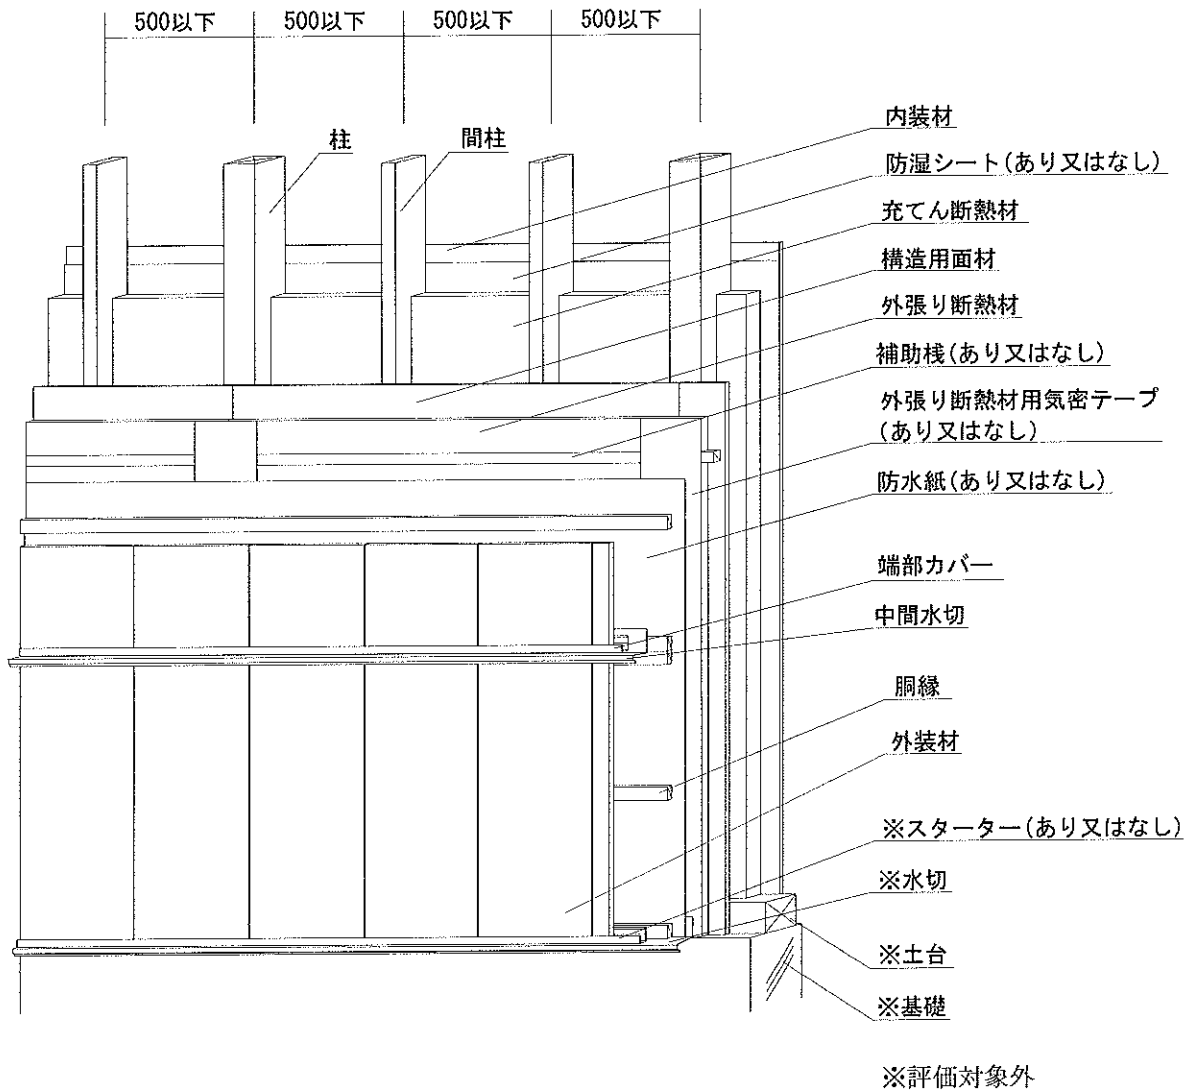 500以下 500以下 500以下 500以下
柱
間柱
内装材
防湿シート(あり又はなし)
充てん断熱材
構造用面材
外張り断熱材
補助桟(あり又はなし)
外張り断熱材用気密テープ
(あり又はなし)
防水紙(あり又はなし)
端部カバー
中間水切
胴縁
外装材
※スターター(あり又はなし)
※水切
※土台
※基礎
※評価対象外